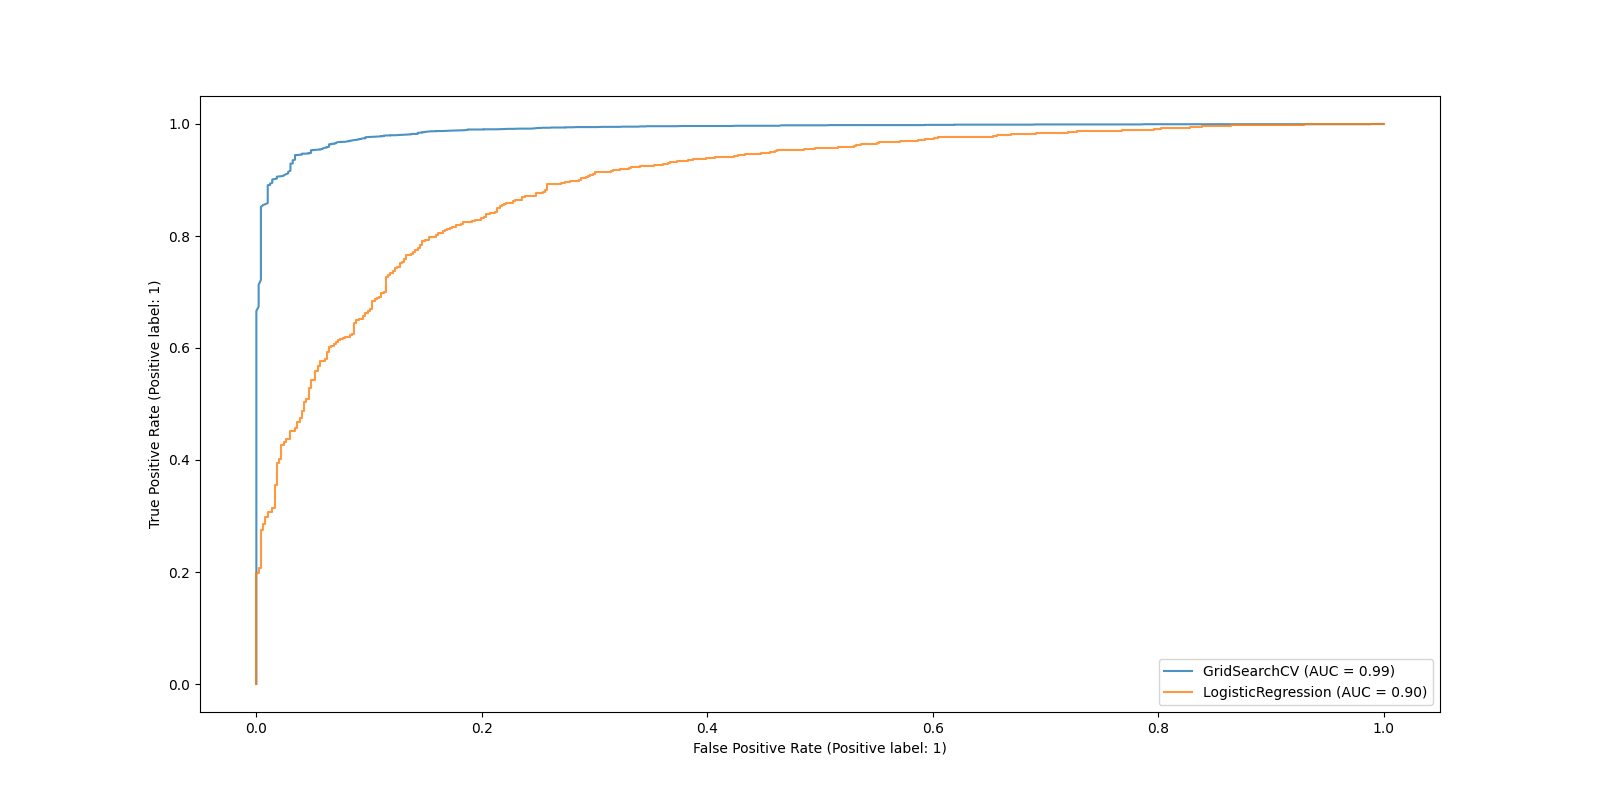 1.0
0.8
0.6
0.4
0.2
0.0
True Positive Rate (Positive label: 1)
GridSearchCV (AUC = 0.99)
LogisticRegression (AUC = 0.90)
0.0 0.2 0.4 0.6 0.8 1.0
False Positive Rate (Positive label: 1)